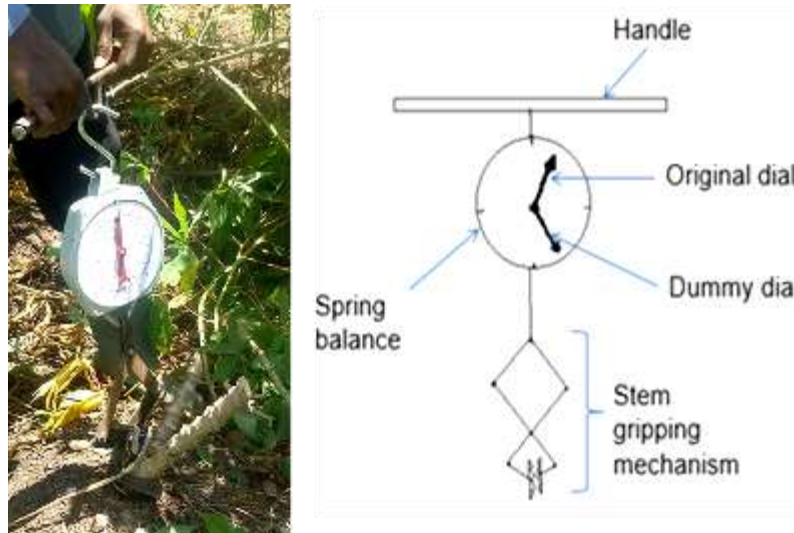 Handle
Original dial
Dummy dia
Spring
balance
Stem
gripping
mechanism